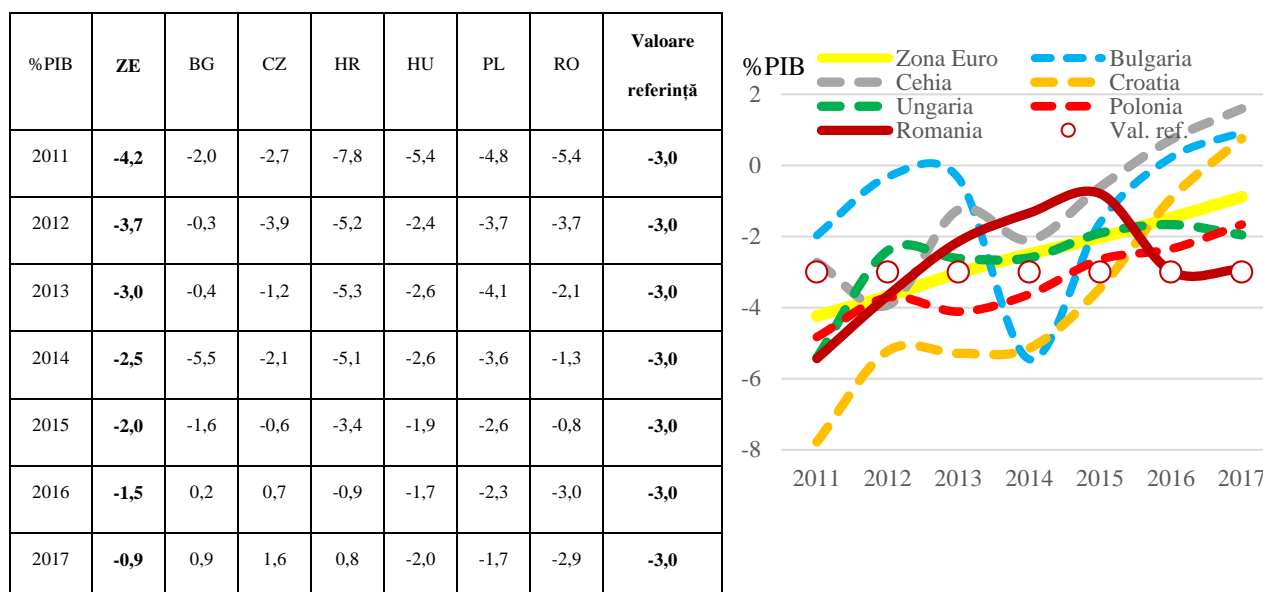 %PIB ZE BG CZ HR HU PL RO Valoare referință
2011 -4,2 -2,0 -2,7 -7,8 -5,4 -4,8 -5,4 -3,0
2012 -3,7 -0,3 -3,9 -5,2 -2,4 -3,7 -3,7 -3,0
2013 -3,0 -0,4 -1,2 -5,3 -2,6 -4,1 -2,1 -3,0
2014 -2,5 -5,5 -2,1 -5,1 -2,6 -3,6 -1,3 -3,0
2015 -2,0 -1,6 -0,6 -3,4 -1,9 -2,6 -0,8 -3,0
2016 -1,5 0,2 0,7 -0,9 -1,7 -2,3 -3,0 -3,0
2017 -0,9 0,9 1,6 0,8 -2,0 -1,7 -2,9 -3,0
%PIB
Zona Euro Bulgaria
Cehia Croatia
Ungaria Polonia
Romania Val. ref.
2
0
-2
-4
-6
-8
2011 2012 2013 2014 2015 2016 2017